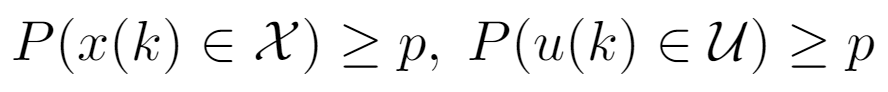 P(x(k) ∈ 𝒳) ≥ p, P(u(k) ∈ 𝒰) ≥ p